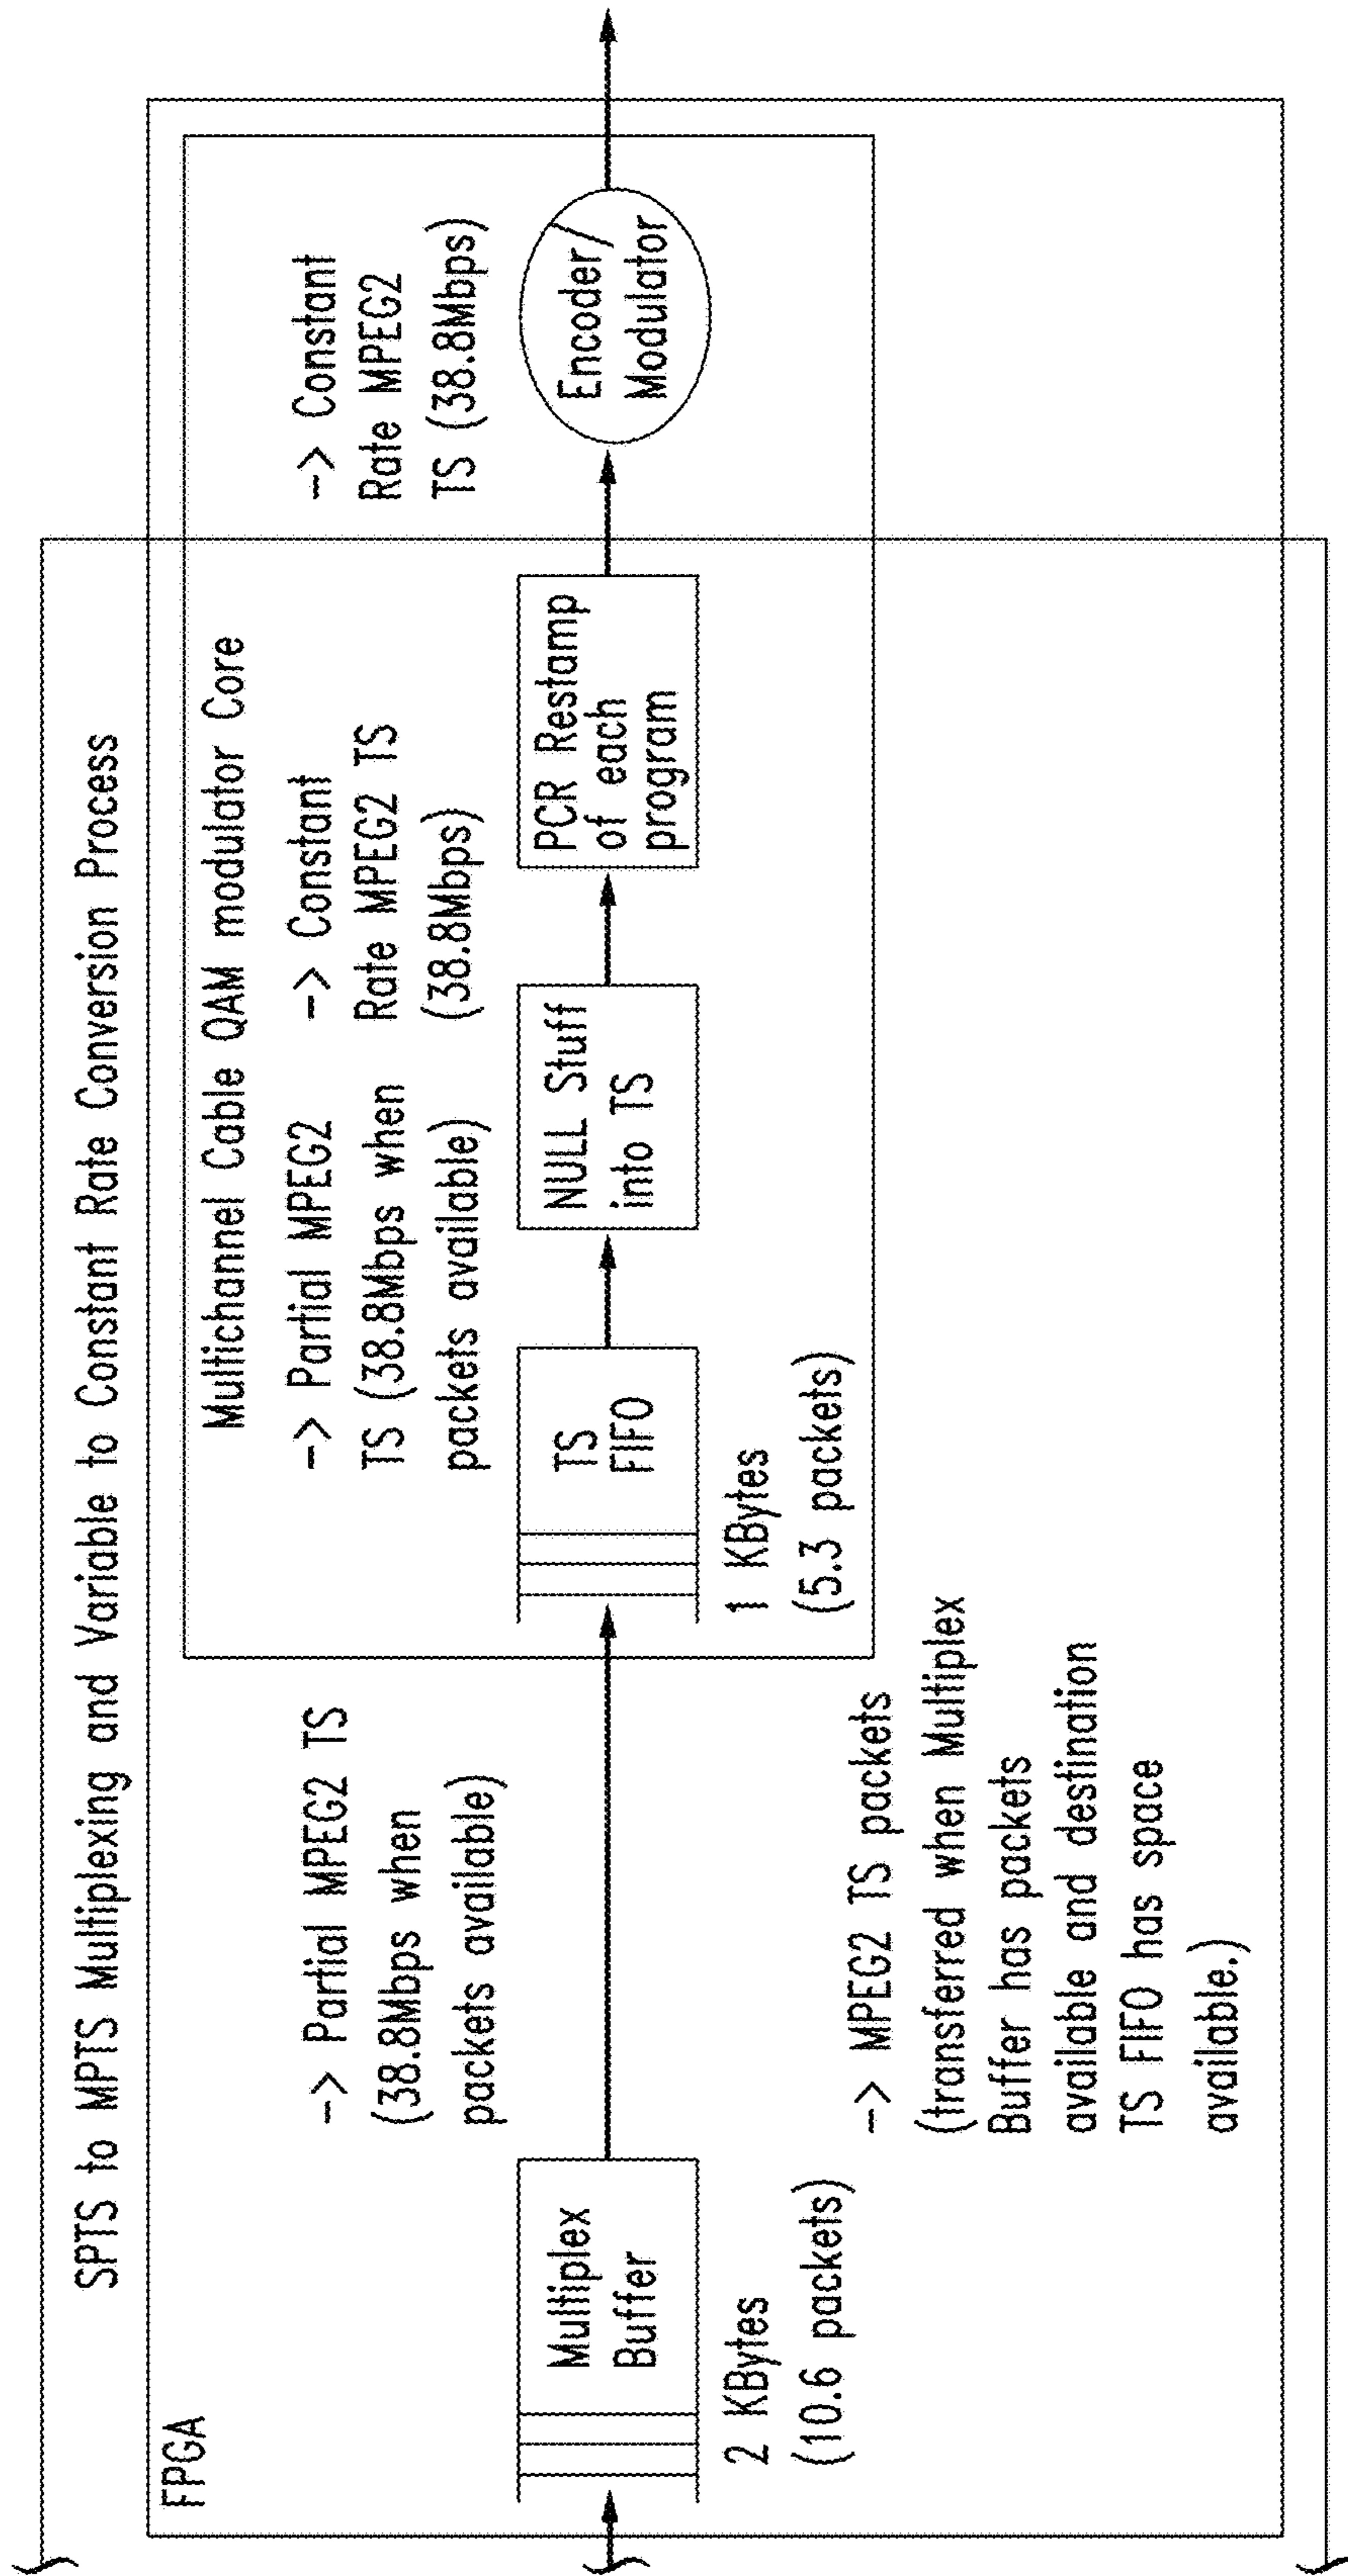 SPTS to MPTS Multiplexing and Variable to Constant Rate Conversion Process
FPGA
Multichannel Cable QAM modulator Core
-> Partial MPEG2 TS
(38.8Mbps when
packets available)
-> Partial MPEG2
TS (38.8Mbps when
packets available)
-> Constant
Rate MPEG2 TS
(38.8Mbps)
-> Constant
Rate MPEG2
TS (38.8Mbps)
Multiplex
Buffer
TS
FIFO
NULL Stuff
into TS
PCR Restamp
of each
program
Encoder/
Modulator
2 KBytes
(10.6 packets)
1 KBytes
(5.3 packets)
-> MPEG2 TS packets
(transferred when Multiplex
Buffer has packets
available and destination
TS FIFO has space
available.)